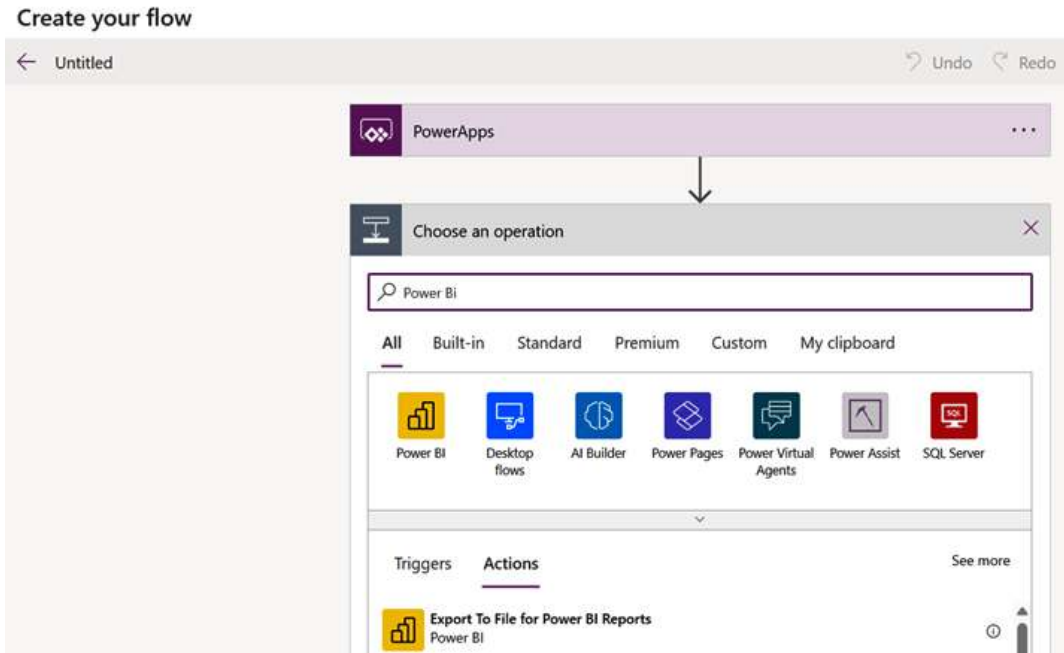 Create your flow
Untitled
Undo Redo
PowerApps
Choose an operation
Power Bi
All Built-in Standard Premium Custom My clipboard
Power BI Desktop flows AI Builder Power Pages Power Virtual Agents Power Assist SQL SQL Server
Triggers Actions See more
Export To File for Power BI Reports
Power BI